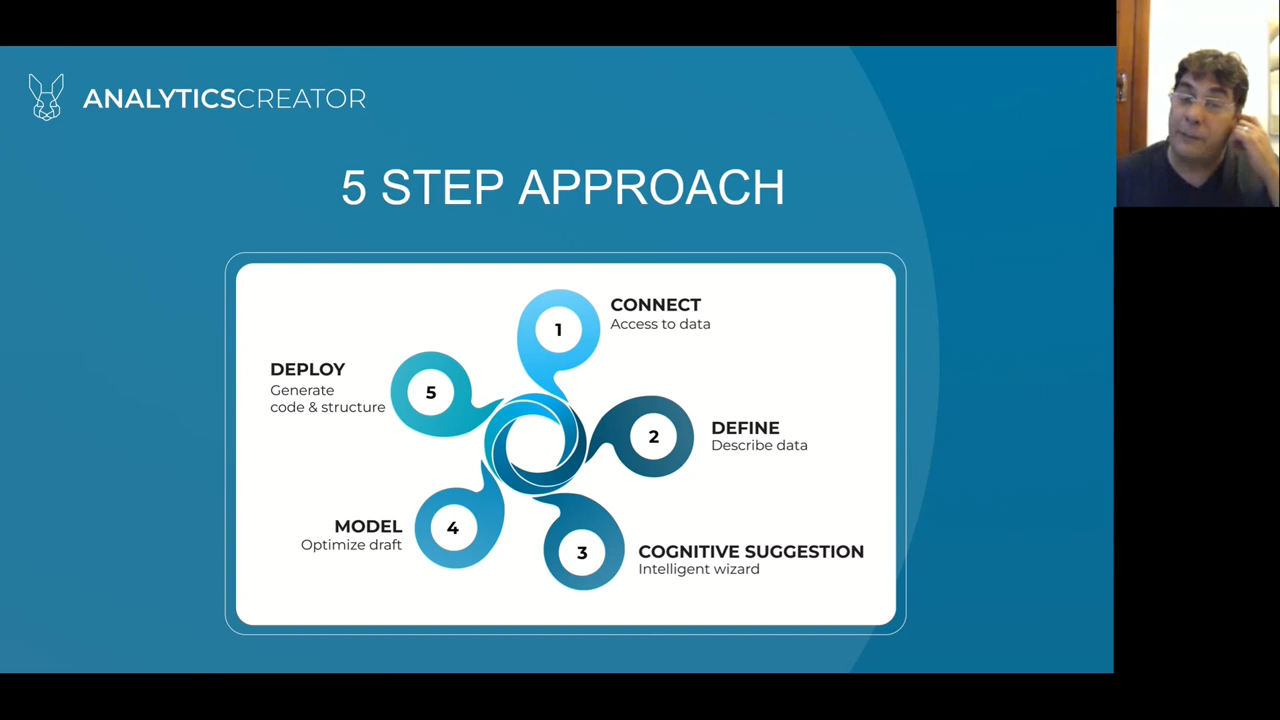 ANALYTICSCREATOR
5 STEP APPROACH
1
CONNECT
Access to data
2
DEFINE
Describe data
3
COGNITIVE SUGGESTION
Intelligent wizard
4
MODEL
Optimize draft
5
DEPLOY
Generate
code & structure